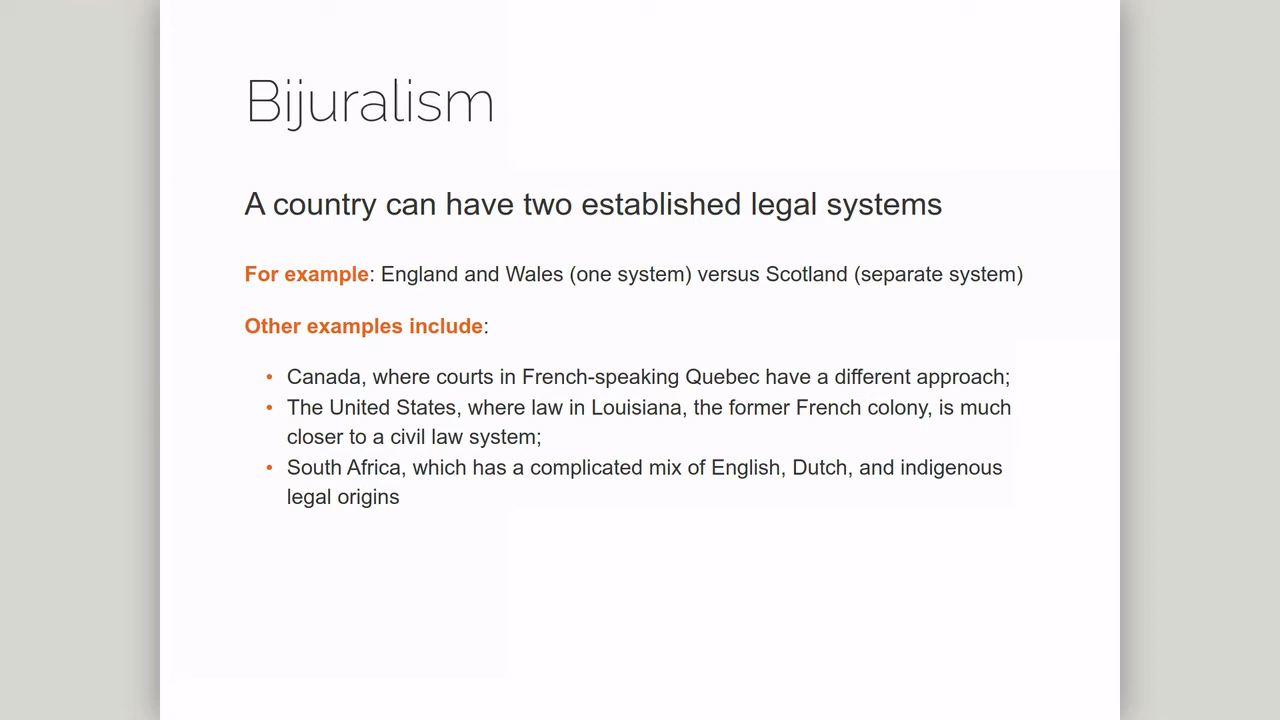 Bijuralism
A country can have two established legal systems
For example: England and Wales (one system) versus Scotland (separate system)
Other examples include:
• Canada, where courts in French-speaking Quebec have a different approach;
• The United States, where law in Louisiana, the former French colony, is much
closer to a civil law system;
• South Africa, which has a complicated mix of English, Dutch, and indigenous
legal origins